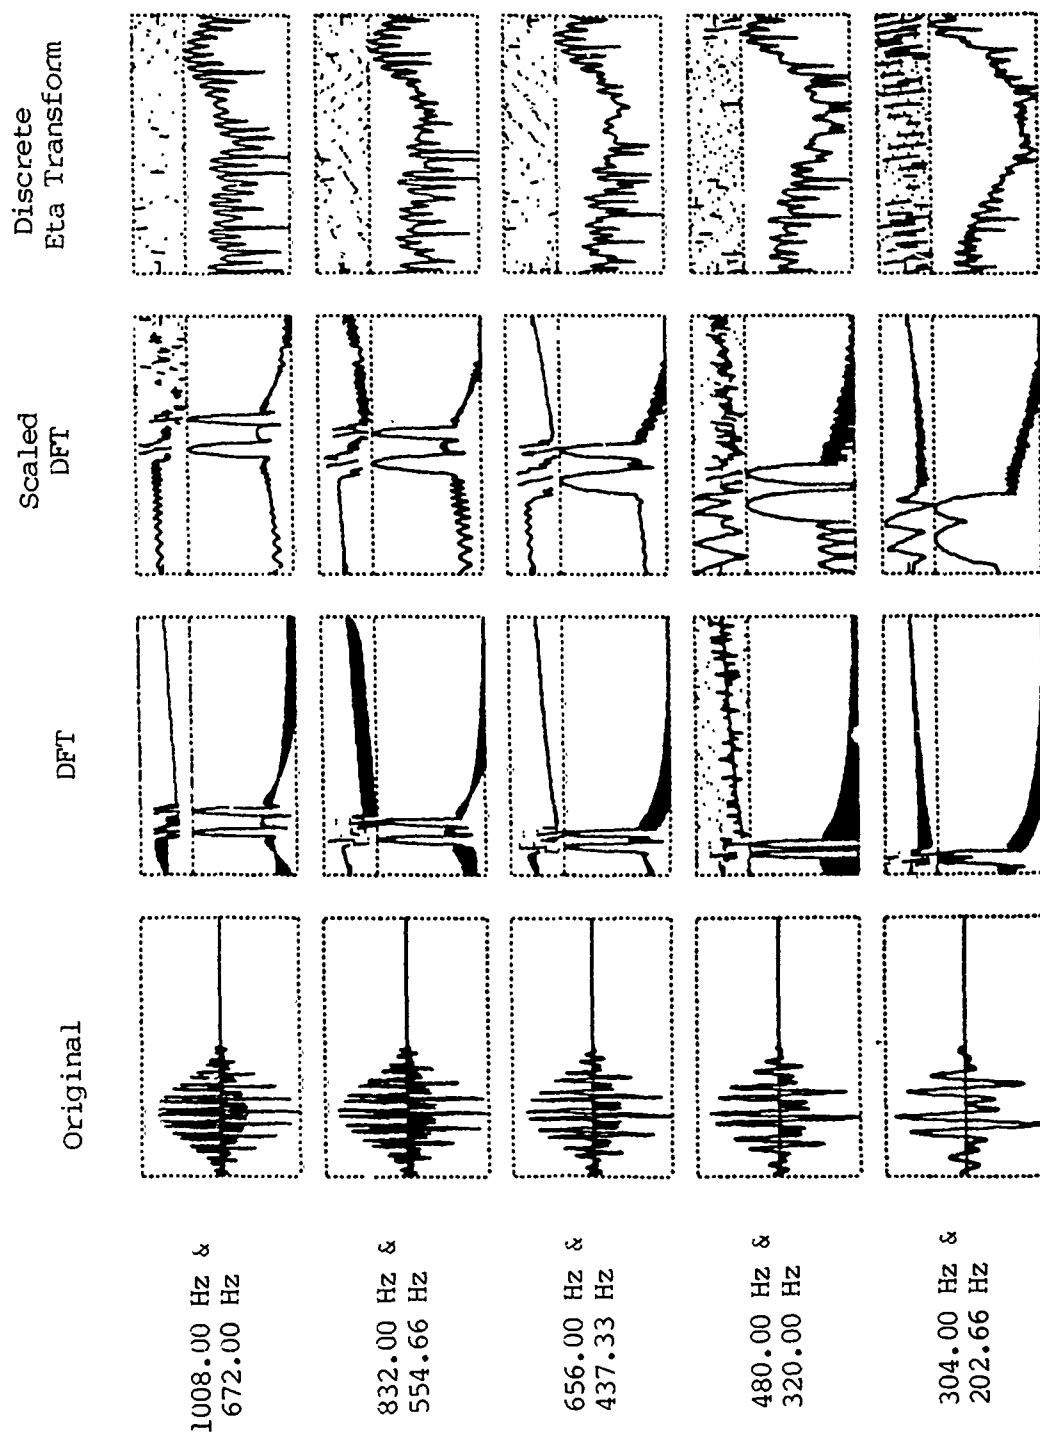 Original
DFT
Scaled
DFT
Discrete
Eta Transform
1008.00 Hz &
672.00 Hz
832.00 Hz &
554.66 Hz
656.00 Hz &
437.33 Hz
480.00 Hz &
320.00 Hz
304.00 Hz &
202.66 Hz